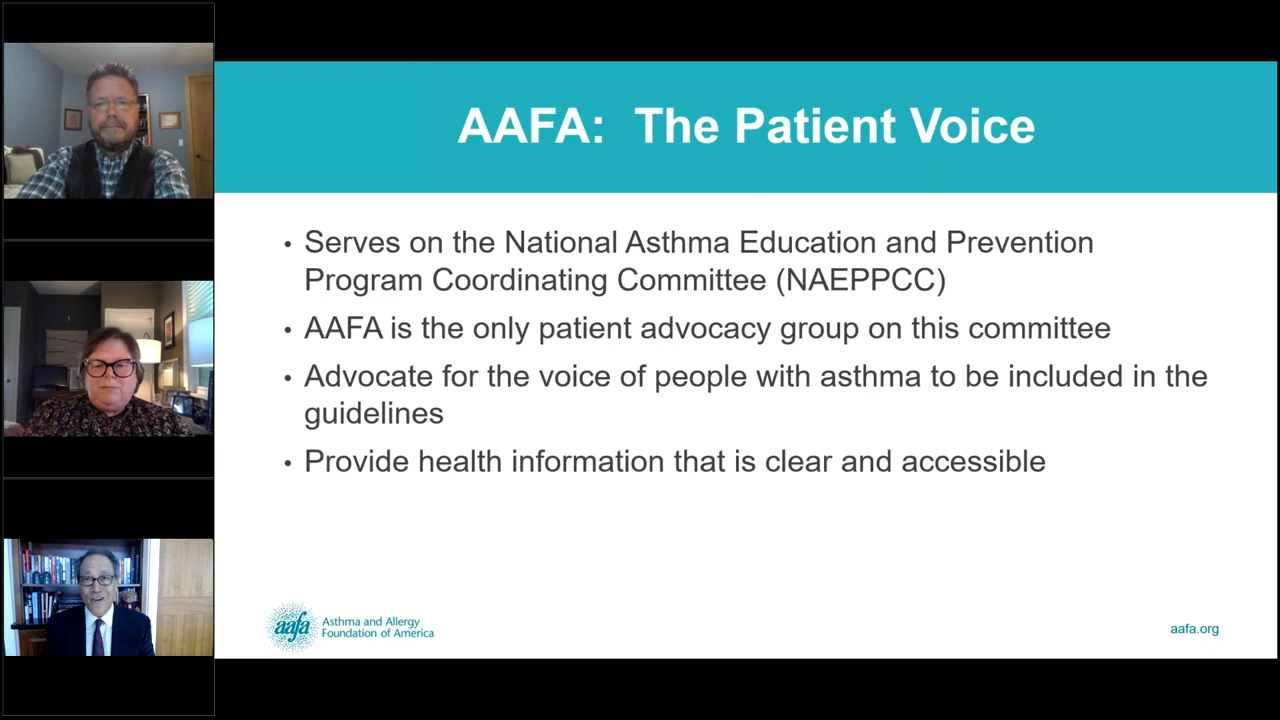 AAFA: The Patient Voice
• Serves on the National Asthma Education and Prevention
Program Coordinating Committee (NAEPPCC)
• AAFA is the only patient advocacy group on this committee
• Advocate for the voice of people with asthma to be included in the
guidelines
• Provide health information that is clear and accessible
aafa
Asthma and Allergy
Foundation of America
aafa.org